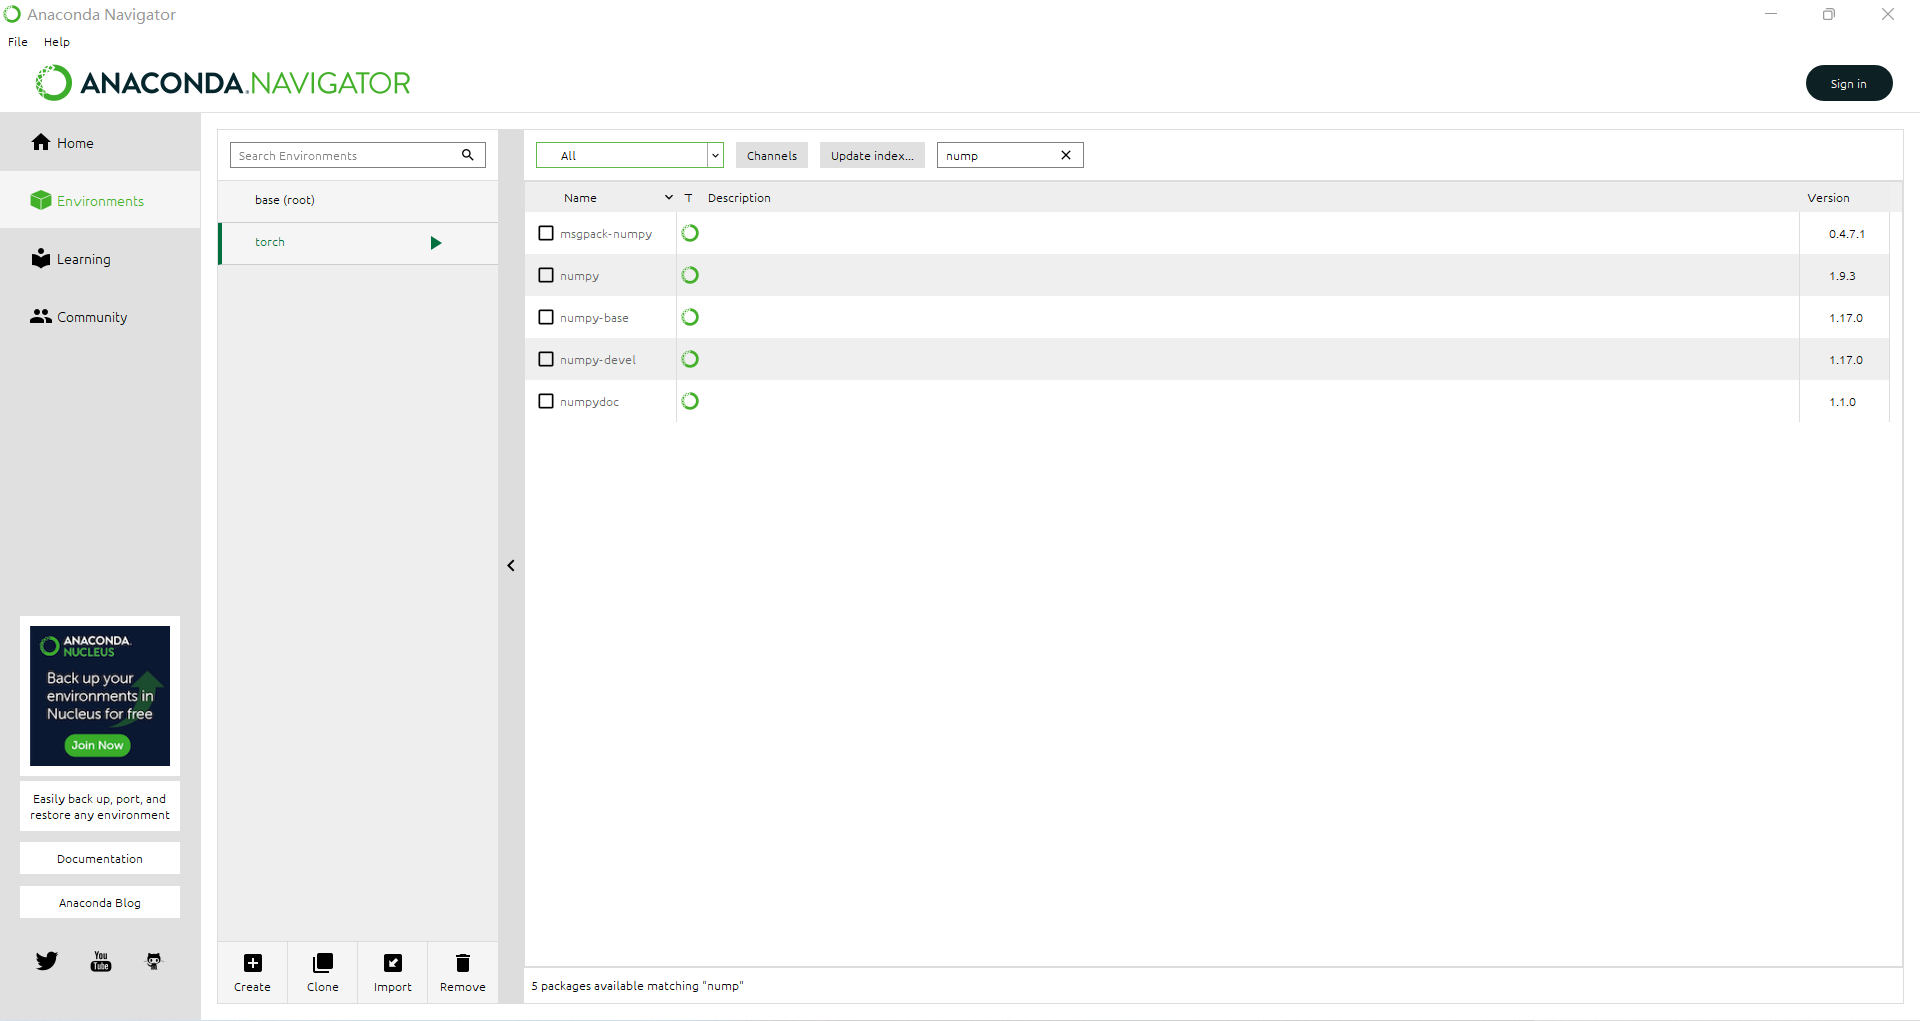 Anaconda Navigator
File Help
ANACONDA.NAVIGATOR
Sign in
Home
Environments
Learning
Community
ANACONDA.
NUCLEUS
Back up your
environments in
Nucleus for free
Join Now
Easily back up, port, and
restore any environment
Documentation
Anaconda Blog
You
Tube
Search Environments
base (root)
torch
Create Clone Import Remove
All Channels Update index... nump
Name T Description Version
msgpack-numpy 0.4.7.1
numpy 1.9.3
numpy-base 1.17.0
numpy-devel 1.17.0
numpydoc 1.1.0
5 packages available matching "nump"